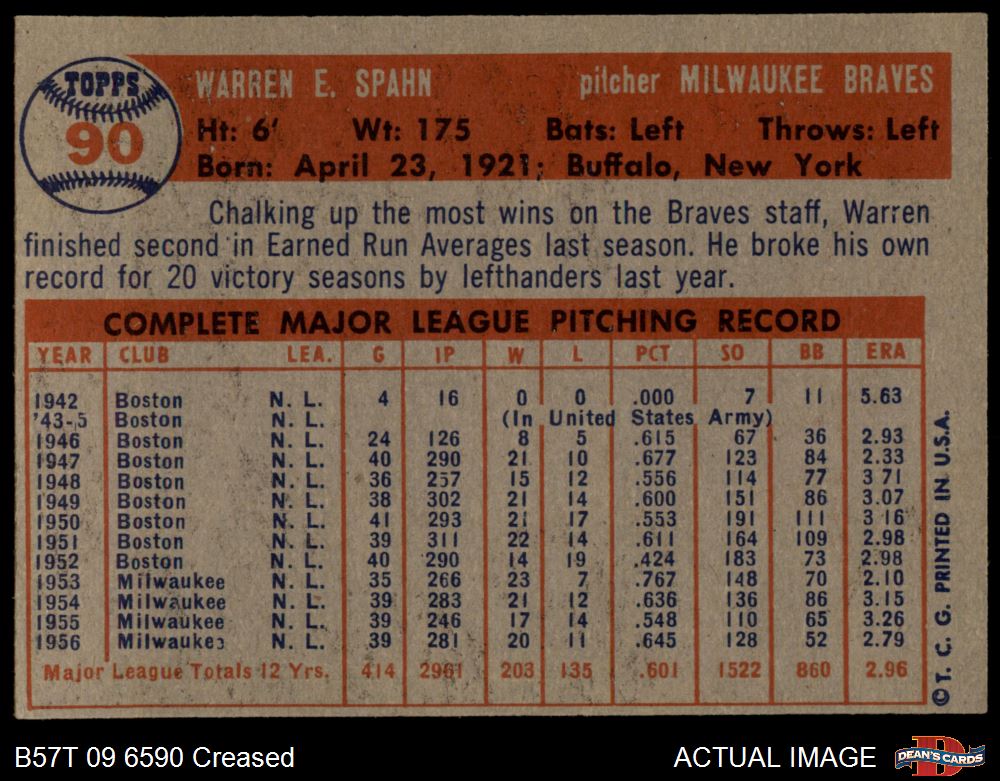 TOPPS
90
WARREN E. SPAHN pitcher MILWAUKEE BRAVES
Ht: 6' Wt: 175 Bats: Left Throws: Left
Born: April 23, 1921; Buffalo, New York
Chalking up the most wins on the Braves staff, Warren
finished second in Earned Run Averages last season. He broke his own
record for 20 victory seasons by lefthanders last year.
COMPLETE MAJOR LEAGUE PITCHING RECORD
YEAR CLUB LEA. G IP W L PCT SO BB ERA
1942 Boston N. L. 4 16 0 0 .000 7 11 5.63
'43-5 Boston N. L. (In United States Army)
1946 Boston N. L. 24 126 8 5 .615 67 36 2.93
1947 Boston N. L. 40 290 21 10 .677 123 84 2.33
1948 Boston N. L. 36 257 15 12 .556 114 77 3.71
1949 Boston N. L. 38 302 21 14 .600 151 86 3.07
1950 Boston N. L. 41 293 21 17 .553 191 111 3.16
1951 Boston N. L. 39 311 22 14 .611 164 109 2.98
1952 Boston N. L. 40 290 14 19 .424 183 73 2.98
1953 Milwaukee N. L. 35 266 23 7 .767 148 70 2.10
1954 Milwaukee N. L. 39 283 21 12 .636 136 86 3.15
1955 Milwaukee N. L. 39 246 17 14 .548 110 65 3.26
1956 Milwaukee N. L. 39 281 20 11 .645 128 52 2.79
Major League Totals 12 Yrs. 414 2961 203 135 .601 1522 860 2.96
© T. C. G. PRINTED IN U.S.A.
B57T 09 6590 Creased
ACTUAL IMAGE
D
DEAN'S CARDS